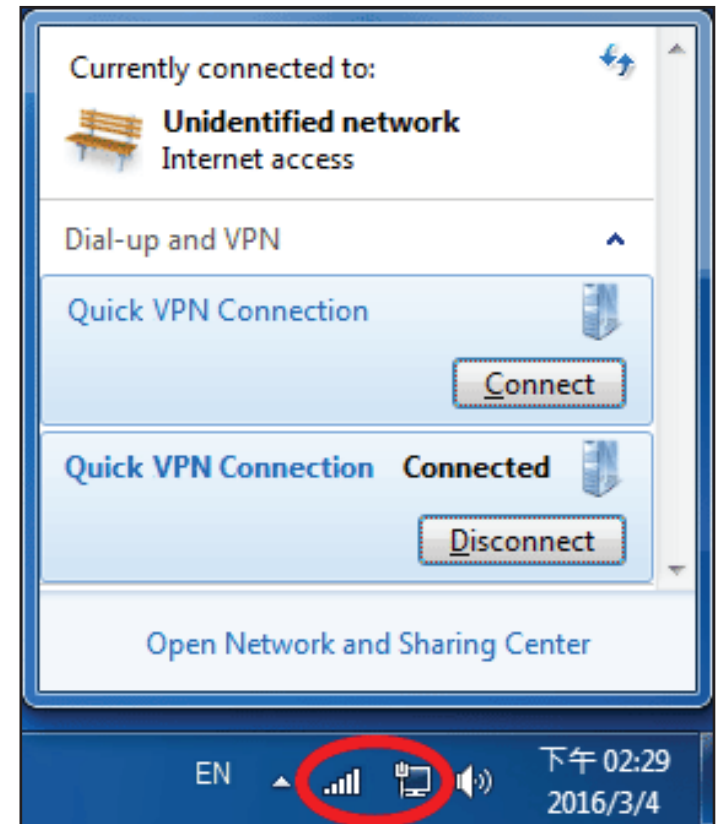 Currently connected to:
Unidentified network
Internet access
Dial-up and VPN
Quick VPN Connection
Connect
Quick VPN Connection Connected
Disconnect
Open Network and Sharing Center
EN 下午 02:29
2016/3/4